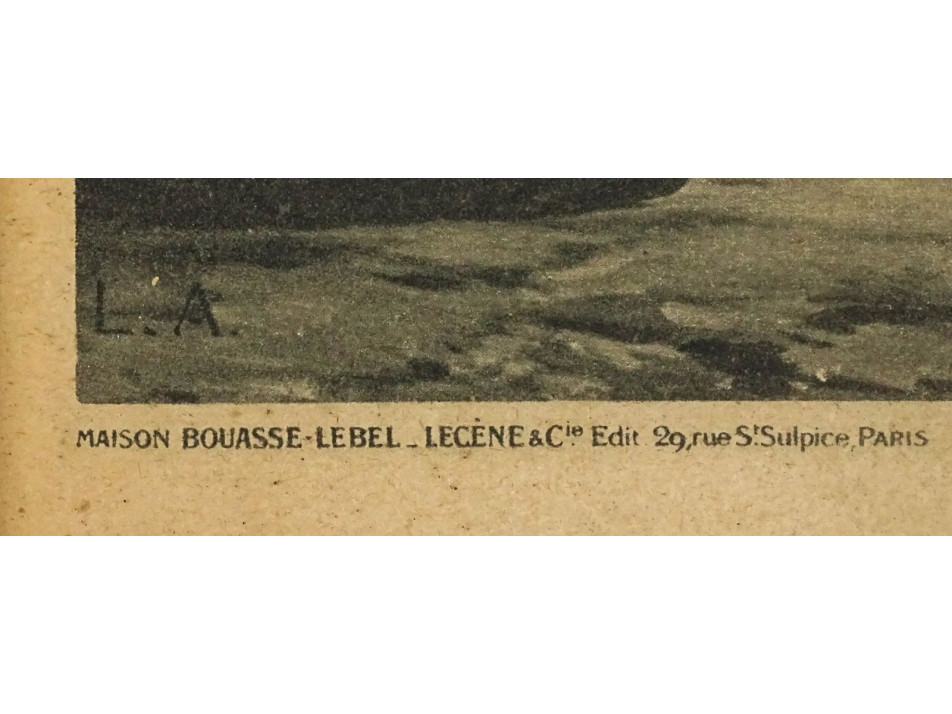 L. A.
MAISON BOUASSE-LEBEL _ LECÈNE & Cie Edit 29, rue St Sulpice, PARIS